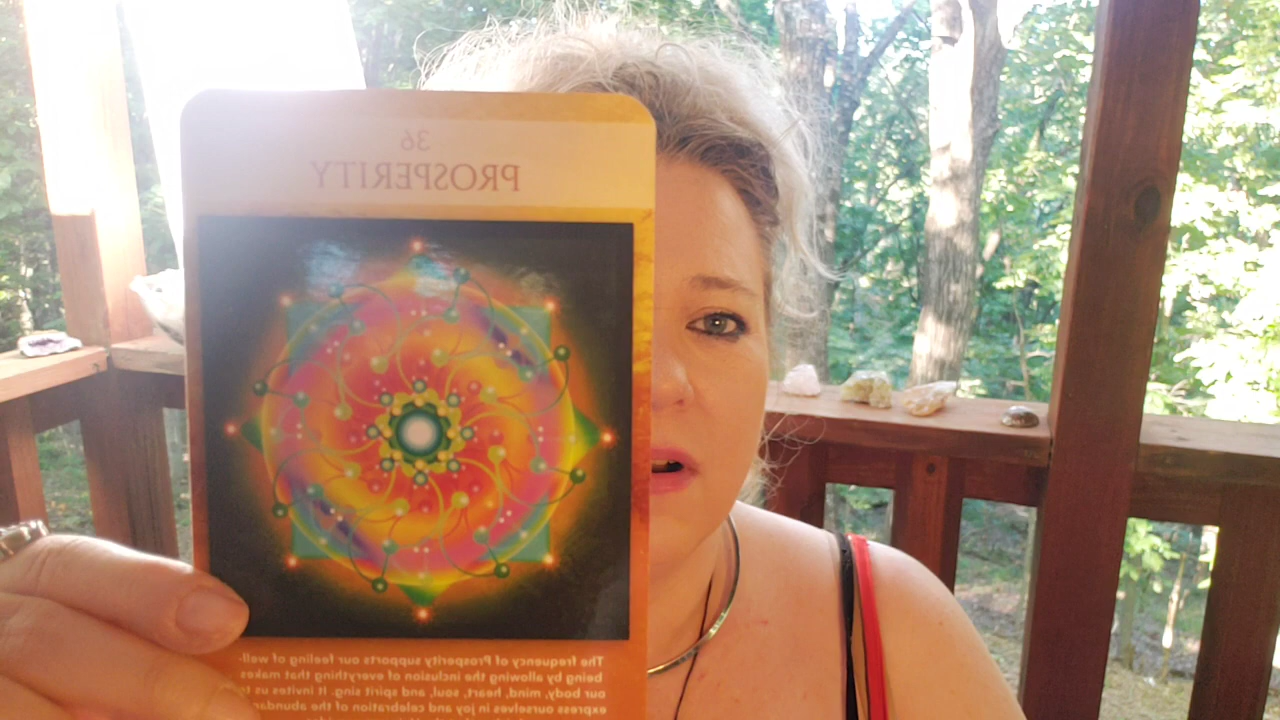 36
PROSPERITY
The frequency of Prosperity supports our feeling of well-
being by allowing the inclusion of everything that makes
our body, mind, heart, soul, and spirit sing. It invites us to
express ourselves in joy and celebration of the